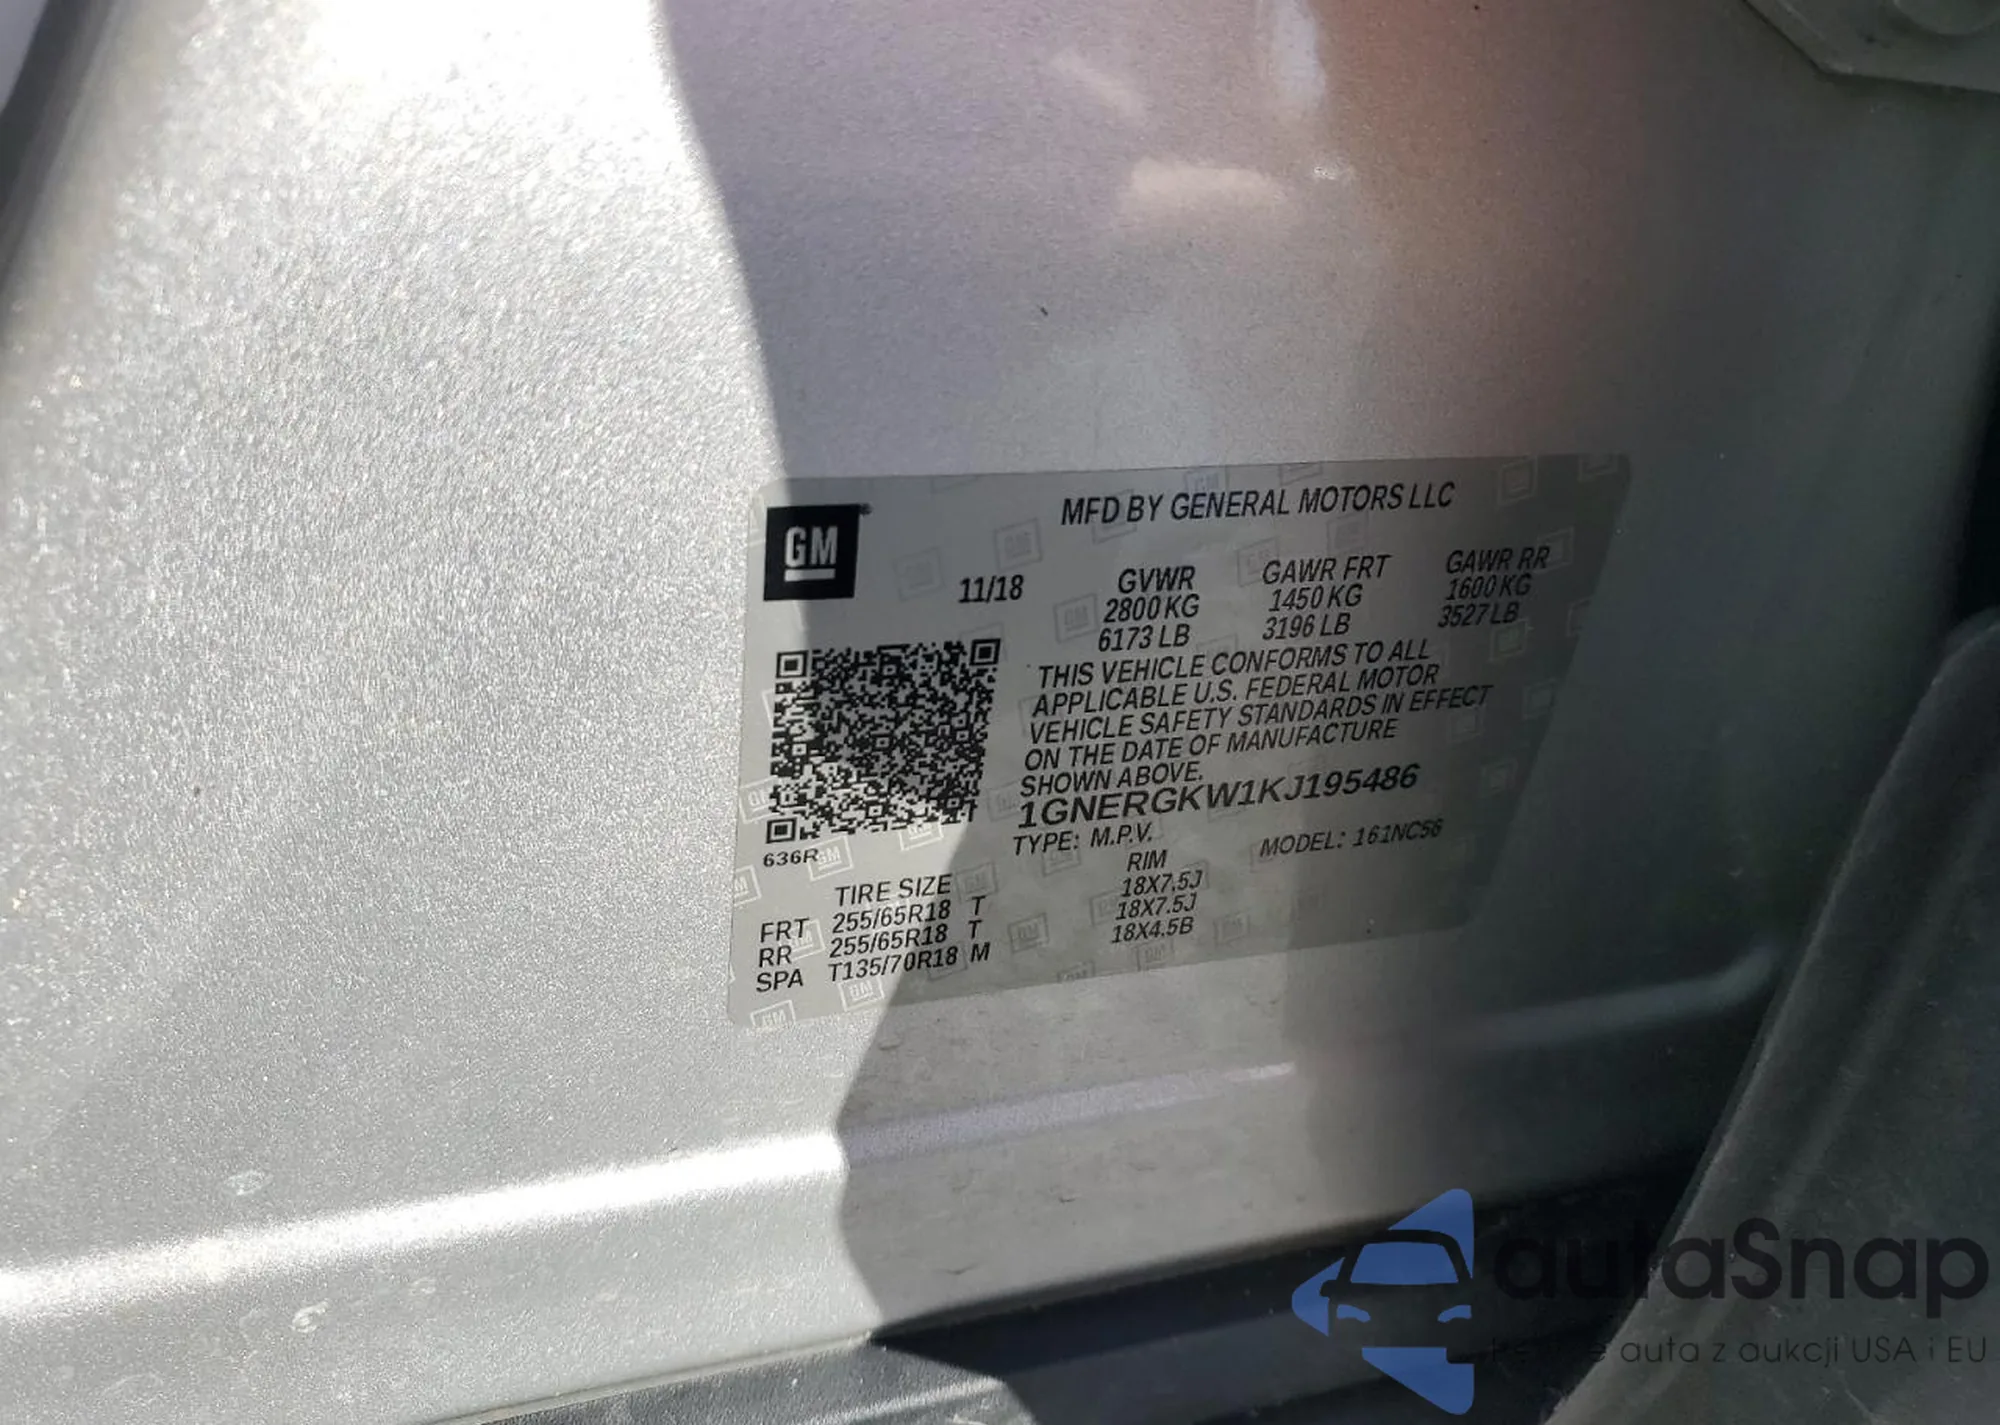 GM
MFD BY GENERAL MOTORS LLC
11/18
GVWR GAWR FRT GAWR RR
2800 KG 1450 KG 1600 KG
6173 LB 3196 LB 3527 LB
THIS VEHICLE CONFORMS TO ALL
APPLICABLE U.S. FEDERAL MOTOR
VEHICLE SAFETY STANDARDS IN EFFECT
ON THE DATE OF MANUFACTURE
SHOWN ABOVE.
1GNERGKW1KJ195486
TYPE: M.P.V. MODEL: 161NC56
636R
TIRE SIZE RIM
FRT 255/65R18 T 18X7.5J
RR 255/65R18 T 18X7.5J
SPA T135/70R18 M 18X4.5B
autaSnap
auta z aukcji USA i EU